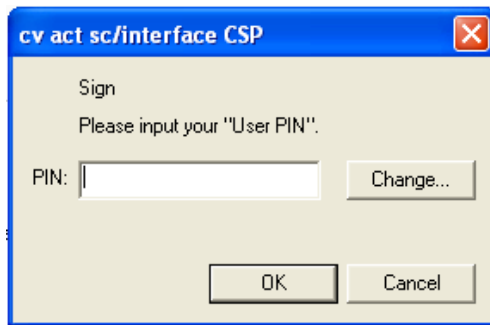 cv act sc/interface CSP
Sign
Please input your "User PIN".
PIN:
Change...
OK
Cancel